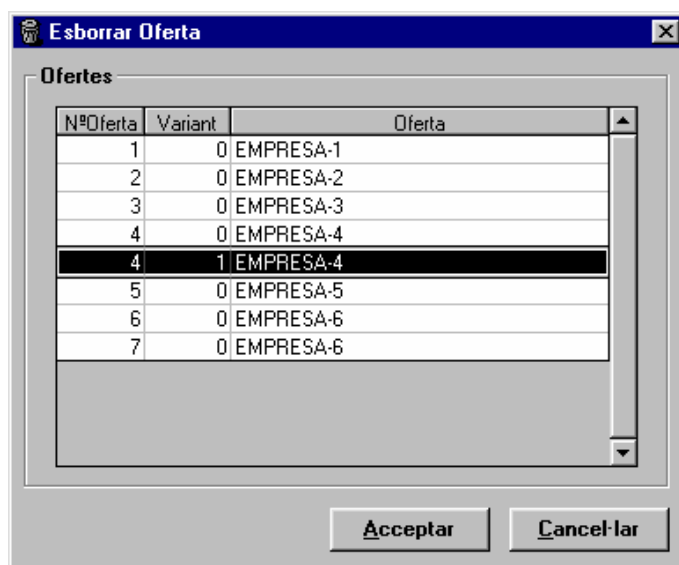 Esborrar Oferta
Ofertes
NºOferta Variant Oferta
1 0 EMPRESA-1
2 0 EMPRESA-2
3 0 EMPRESA-3
4 0 EMPRESA-4
4 1 EMPRESA-4
5 0 EMPRESA-5
6 0 EMPRESA-6
7 0 EMPRESA-6
Acceptar Cancel·lar